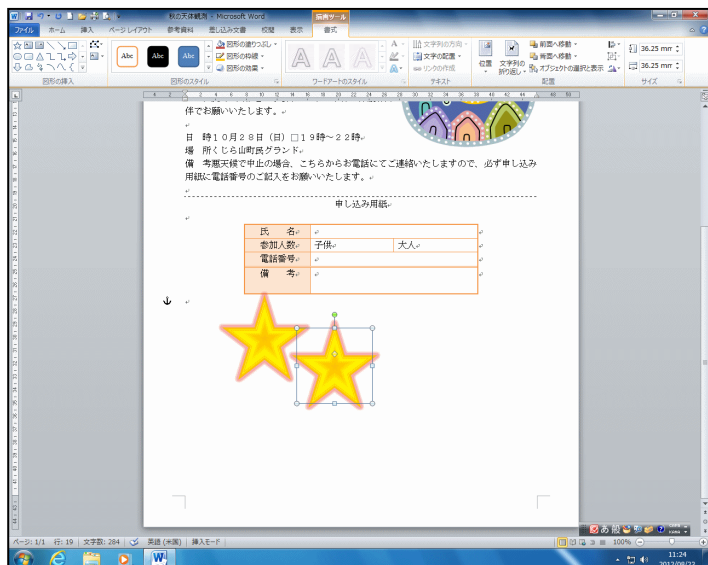 秋の天体観測 - Microsoft Word
描画ツール
ファイル ホーム 挿入 ページ レイアウト 参考資料 差し込み文書 校閲 表示 書式
Abc Abc Abc
図形の塗りつぶし
図形の枠線
図形の効果
A A A
文字列の方向
文字の配置
リンクの作成
位置 文字列の折り返し
前面へ移動
背面へ移動
オブジェクトの選択と表示
36.25 mm
36.25 mm
図形の挿入 図形のスタイル ワードアートのスタイル テキスト 配置 サイズ
伴でお願いいたします。
日 時10月28日(日)□19時~22時
場 所くじら山町民グランド
備 考悪天候で中止の場合、こちらからお電話にてご連絡いたしますので、必ず申し込み
用紙に電話番号のご記入をお願いいたします。
申し込み用紙
氏 名
参加人数 子供 大人
電話番号
備 考
ページ: 1/1 行: 19 文字数: 284 英語 (米国) 挿入モード 100%
あ 般
CAPS
KANA
11:24
2012/08/23